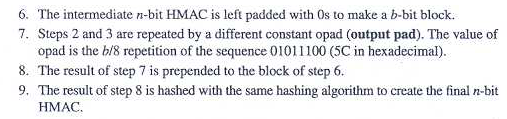 6. The intermediate n-bit HMAC is left padded with 0s to make a b-bit block.
7. Steps 2 and 3 are repeated by a different constant opad (output pad). The value of
opad is the b/8 repetition of the sequence 01011100 (5C in hexadecimal).
8. The result of step 7 is prepended to the block of step 6.
9. The result of step 8 is hashed with the same hashing algorithm to create the final n-bit
HMAC.